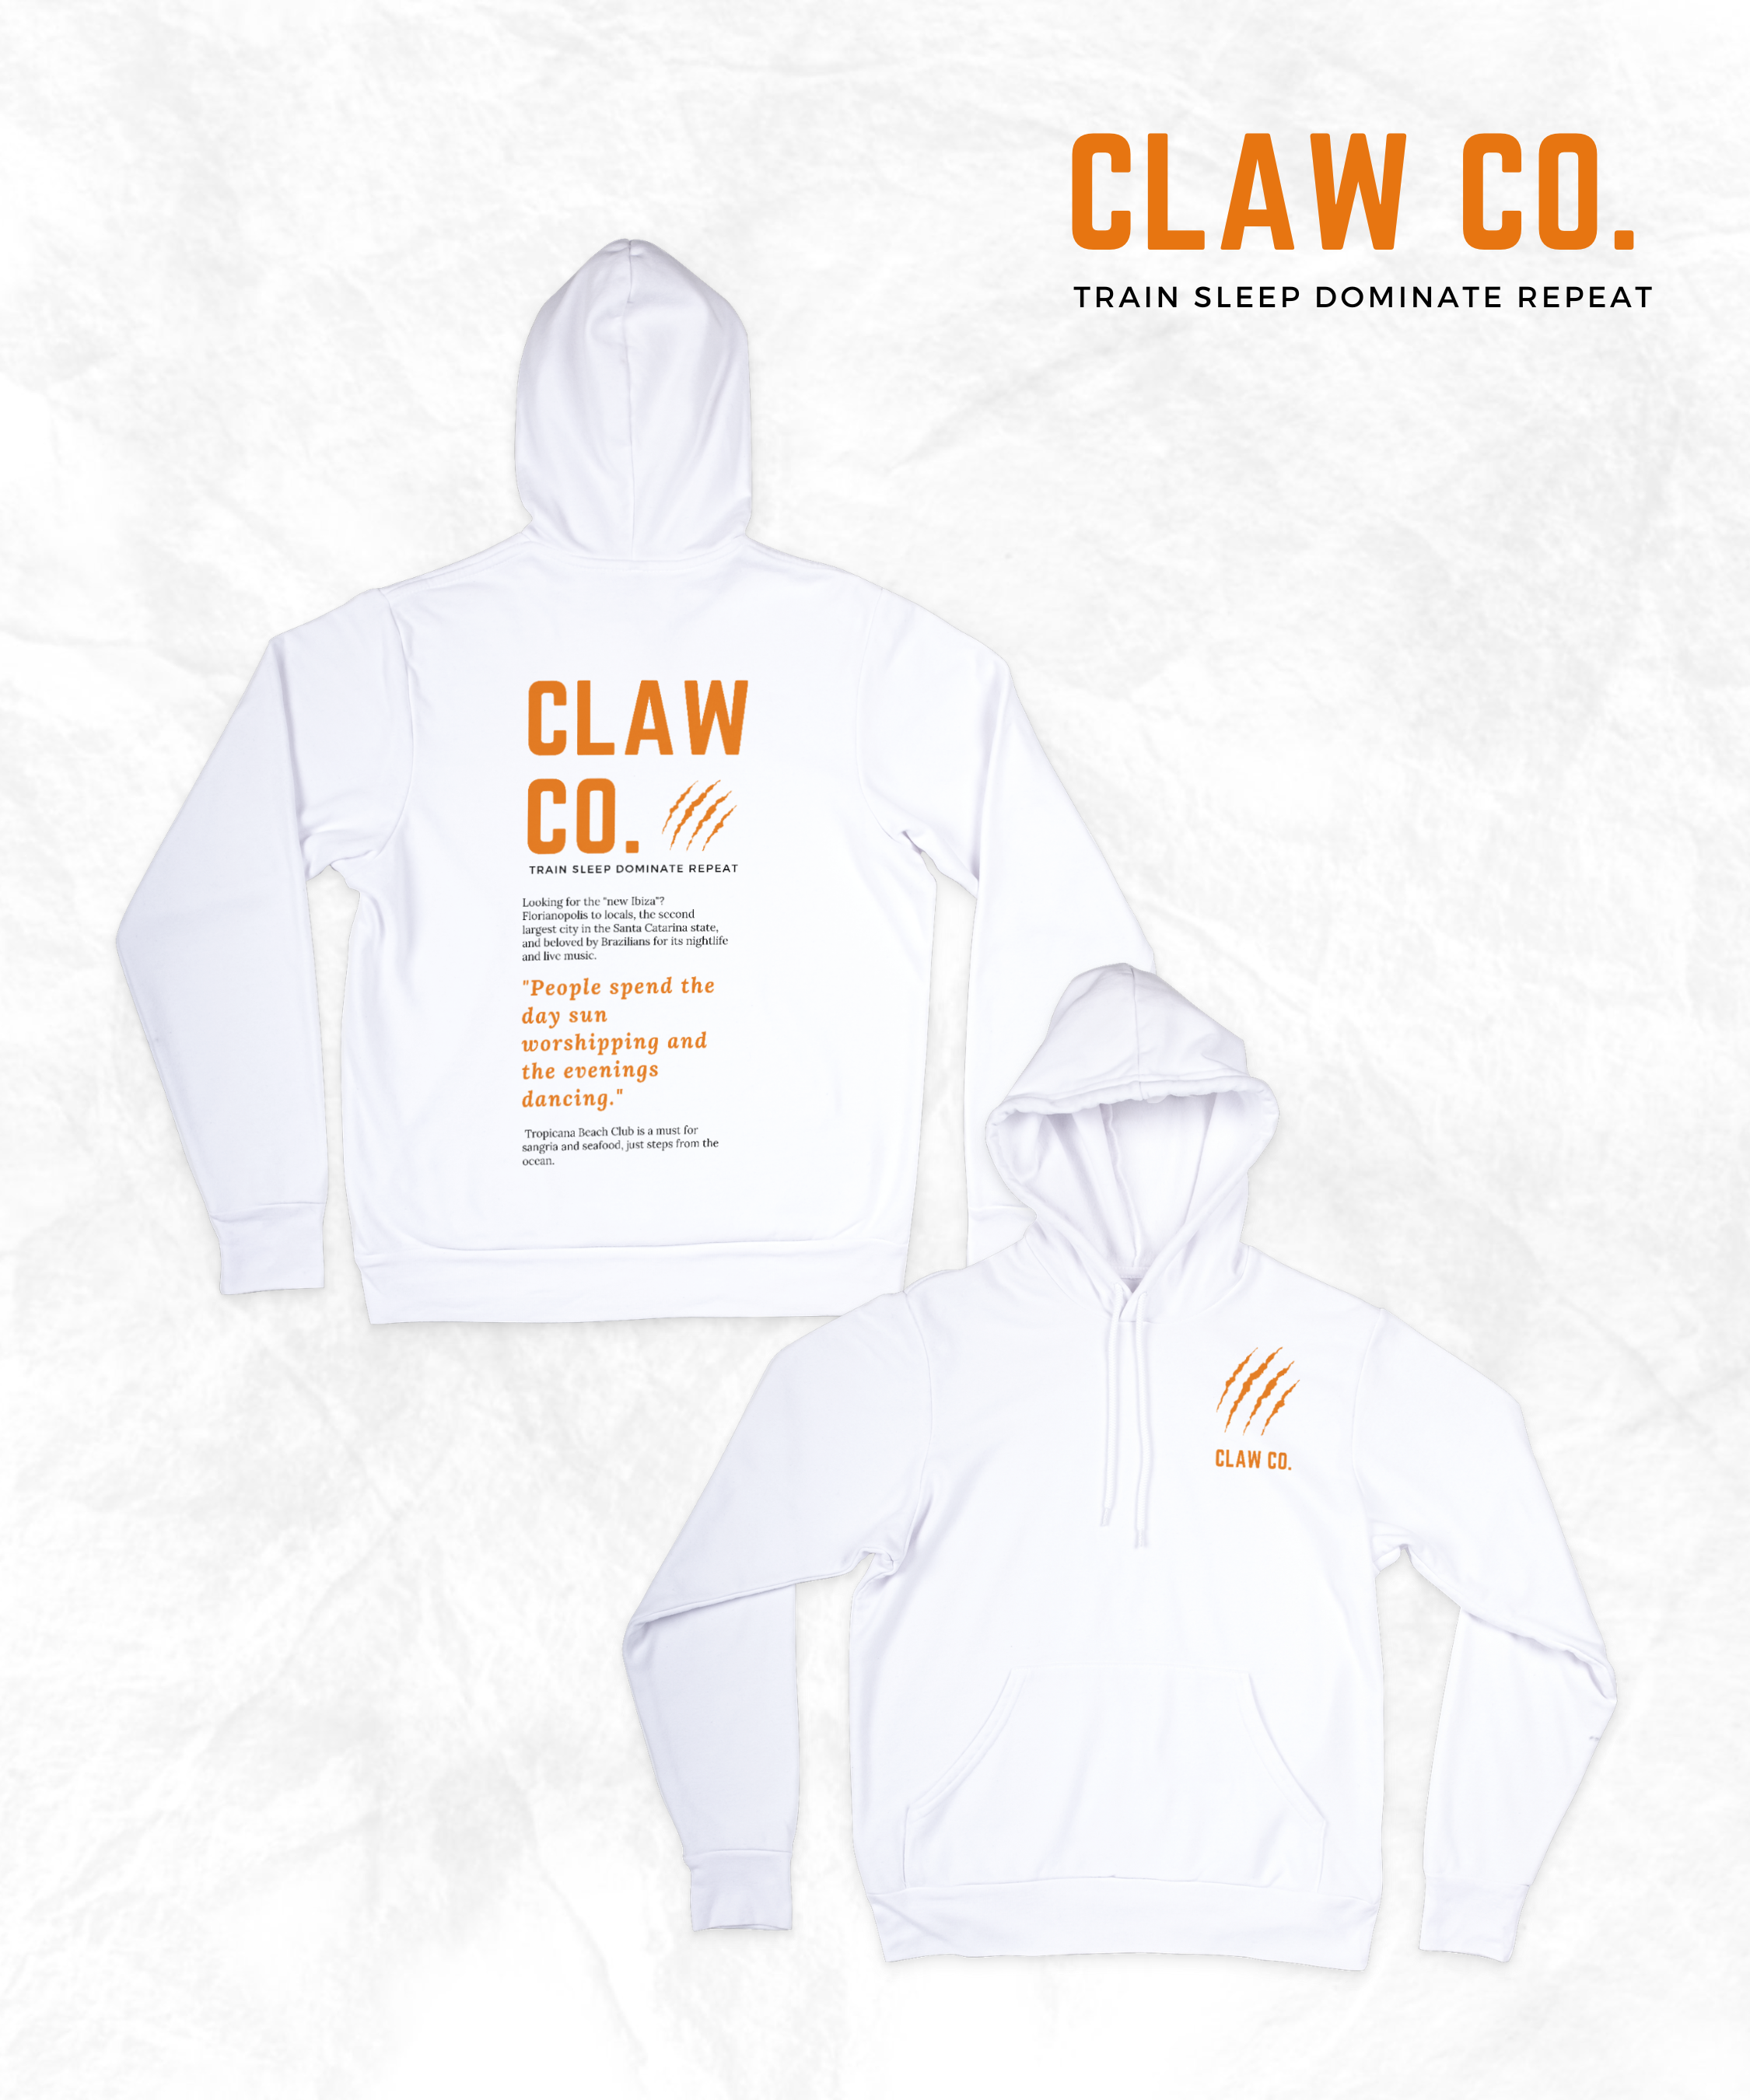 CLAW CO.
TRAIN SLEEP DOMINATE REPEAT
CLAW
CO.
TRAIN SLEEP DOMINATE REPEAT
Looking for the "new Ibiza"?
Florianopolis to locals, the second
largest city in the Santa Catarina state,
and beloved by Brazilians for its nightlife
and live music.
"People spend the
day sun
worshipping and
the evenings
dancing."
Tropicana Beach Club is a must for
sangria and seafood, just steps from the
ocean.
CLAW CO.